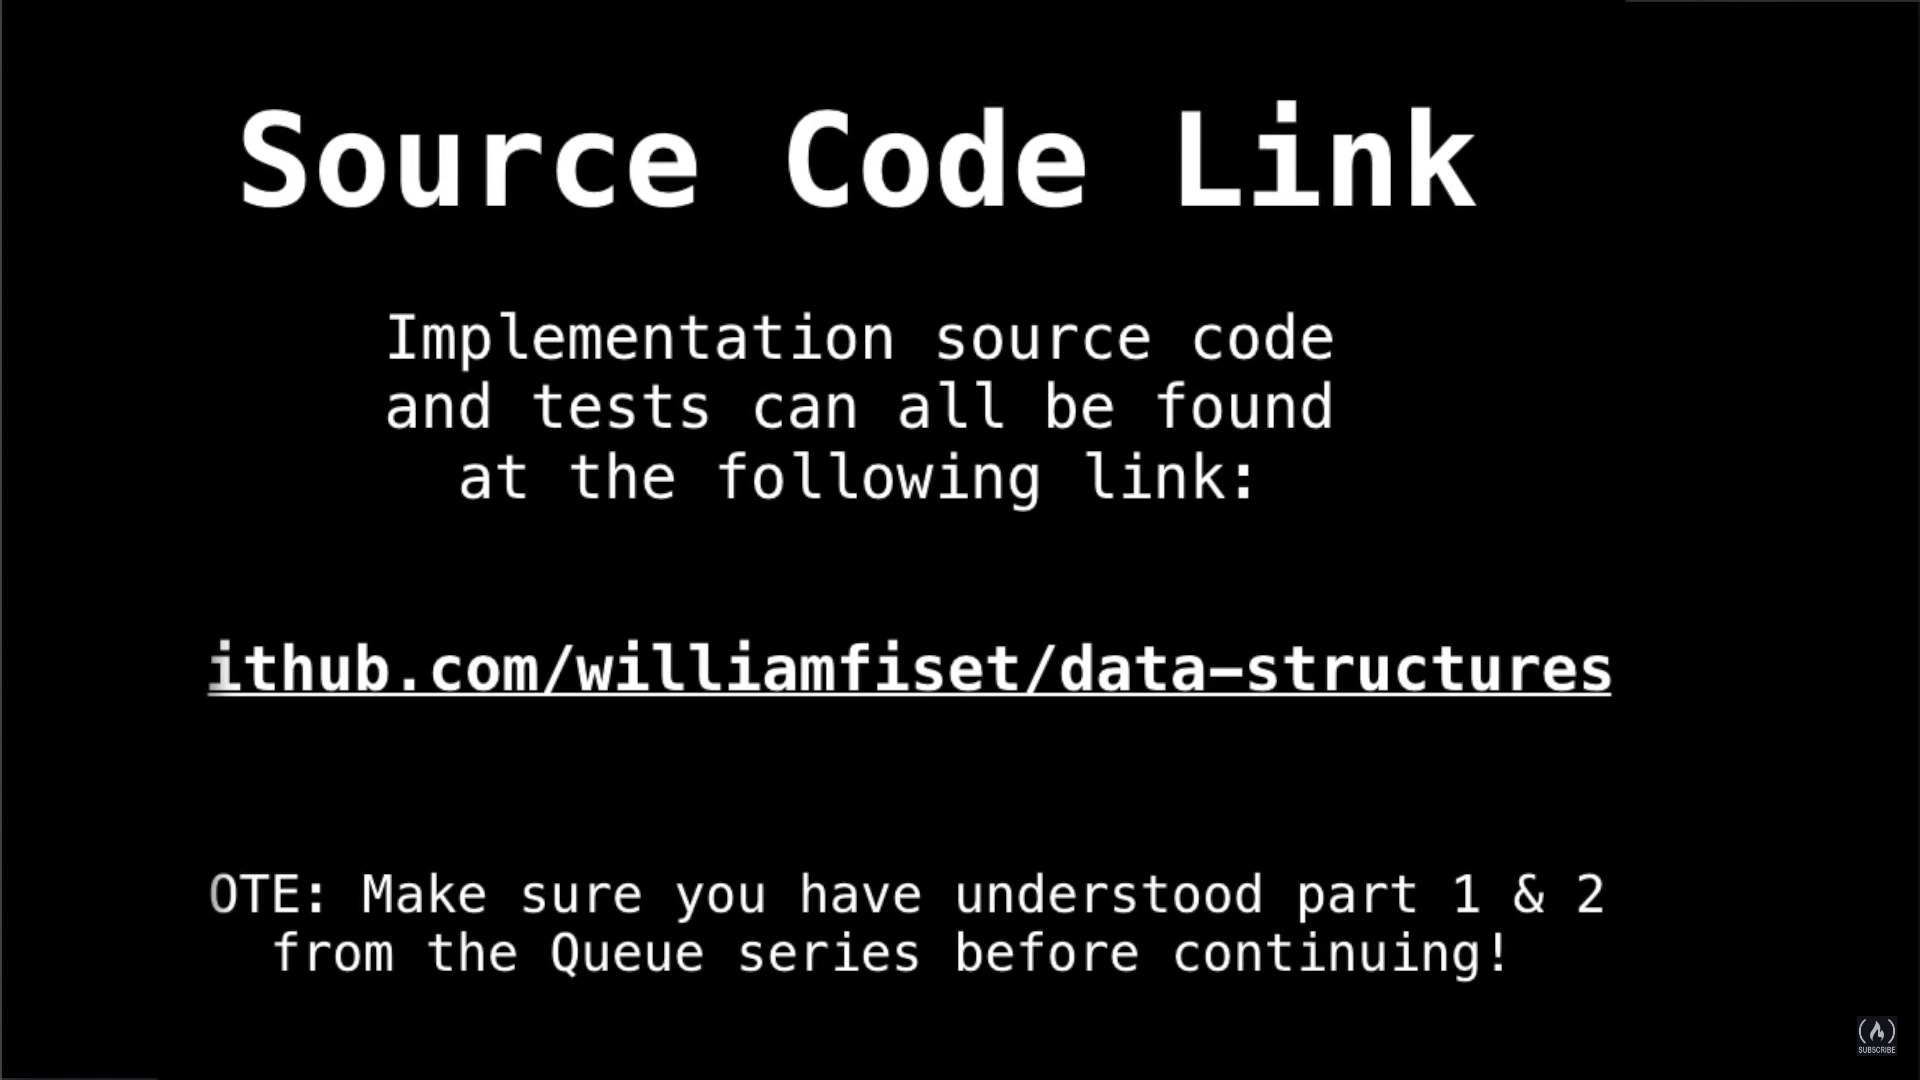 Source Code Link
Implementation source code
and tests can all be found
at the following link:
ithub.com/williamfiset/data-structures
OTE: Make sure you have understood part 1 & 2
from the Queue series before continuing!
SUBSCRIBE